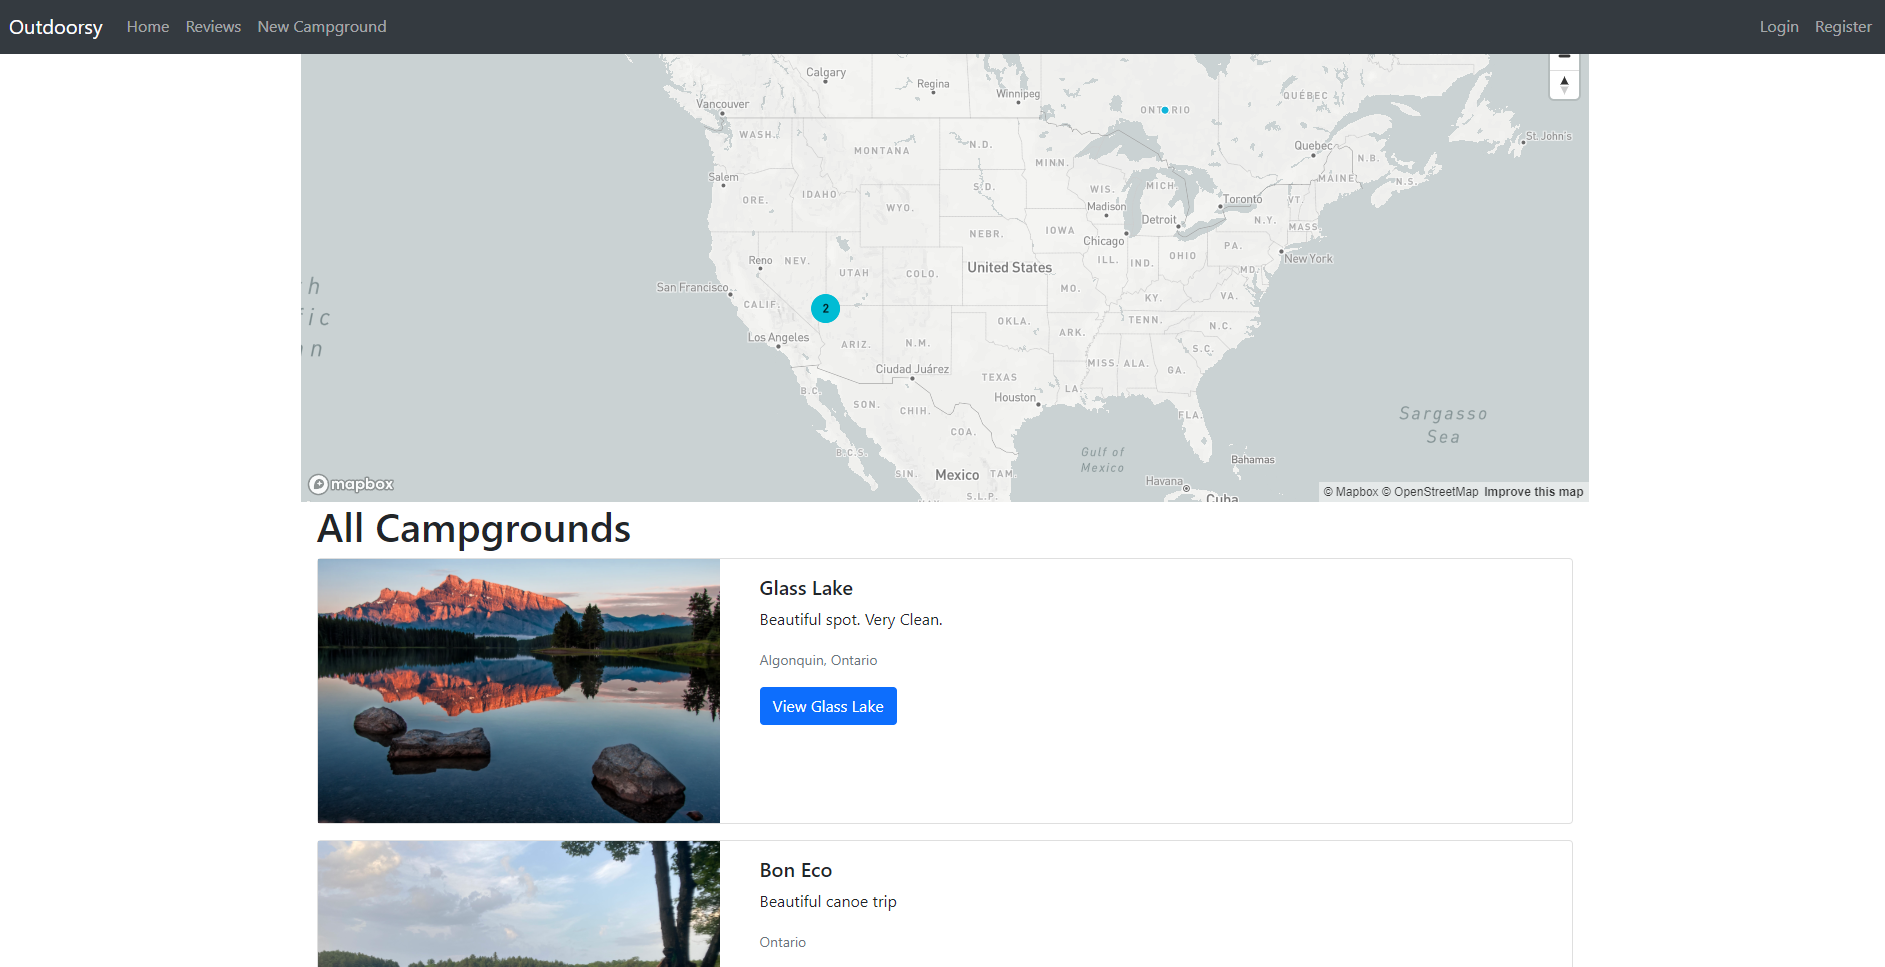 Outdoorsy Home Reviews New Campground Login Register
Calgary
Regina
Winnipeg
Vancouver
ONTARIO
QUÉBEC
St. John's
WASH.
MONTANA
N.D.
MINN.
Quebec
N.B.
Salem
ORE.
IDAHO
WYO.
S.D.
WIS.
MICH.
MAINE
N.S.
Madison
Detroit
Toronto
VT.
N.Y.
MASS.
NEBR.
IOWA
Chicago
Reno
NEV.
UTAH
COLO.
United States
ILL.
IND.
OHIO
PA.
MD.
New York
San Francisco
CALIF.
2
MO.
KY.
VA.
h
fic
n
Los Angeles
ARIZ.
N.M.
OKLA.
ARK.
TENN.
N.C.
S.C.
Ciudad Juárez
TEXAS
MISS.
ALA.
GA.
B.C.
SON.
CHIH.
Houston
LA.
FLA.
Sargasso
Sea
COA.
B.C.S.
Gulf of
Mexico
Bahamas
SIN.
Mexico
TAM.
Havana
S.L.P.
Cuba
mapbox
© Mapbox © OpenStreetMap Improve this map
All Campgrounds
Glass Lake
Beautiful spot. Very Clean.
Algonquin, Ontario
View Glass Lake
Bon Eco
Beautiful canoe trip
Ontario